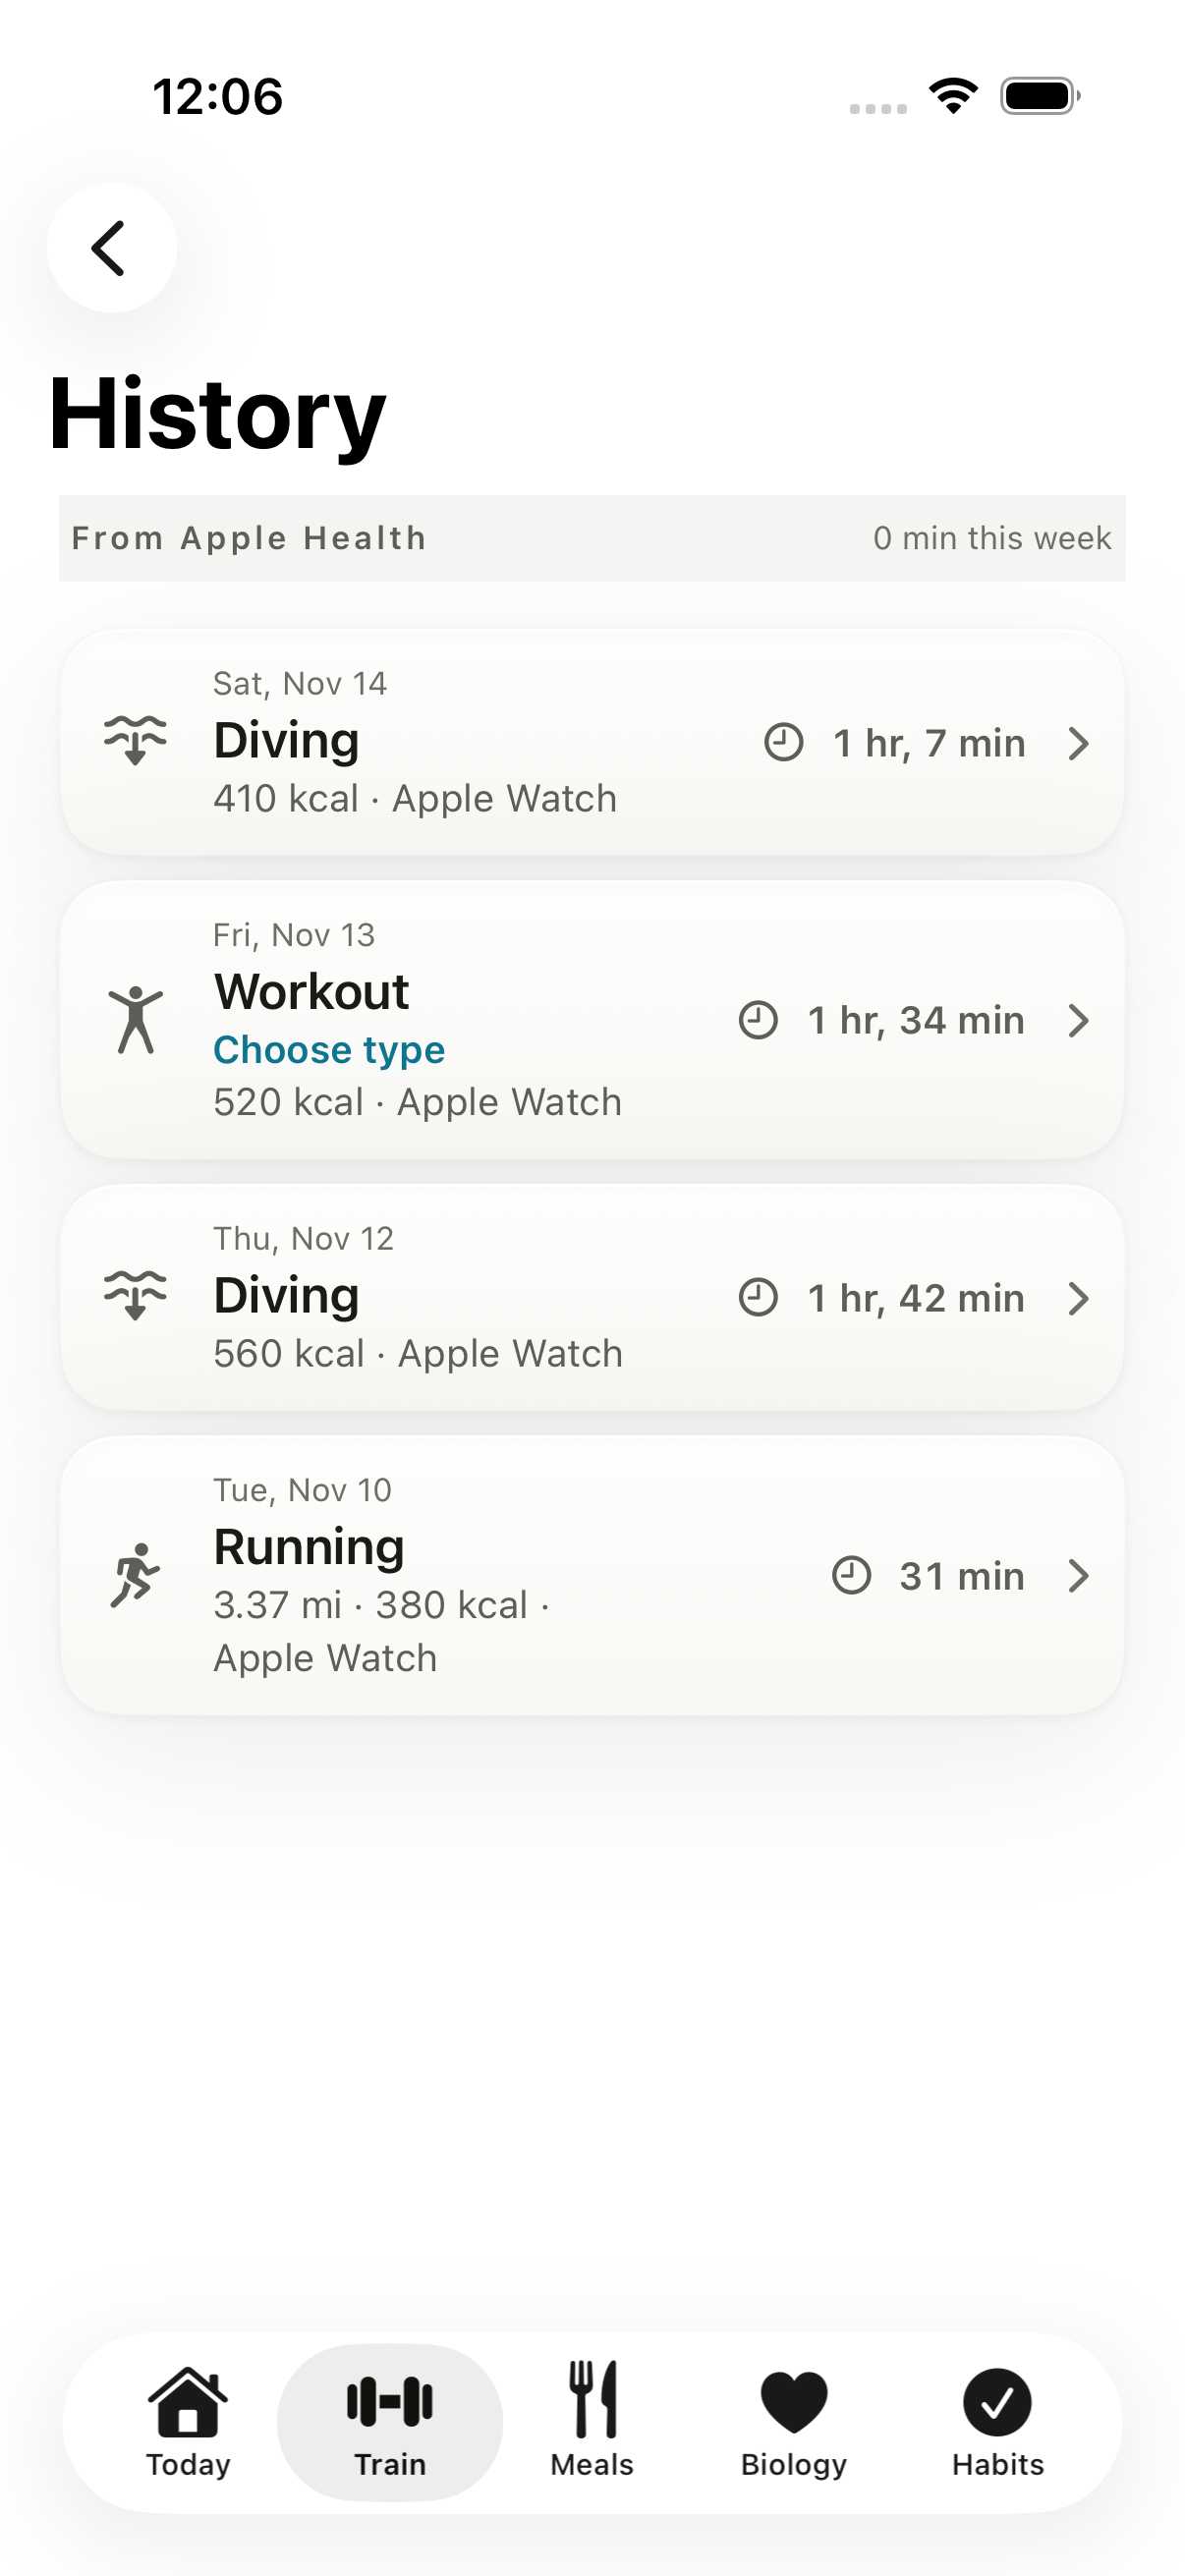 12:06
History
From Apple Health
0 min this week
Sat, Nov 14
Diving
1 hr, 7 min
410 kcal · Apple Watch
Fri, Nov 13
Workout
Choose type
1 hr, 34 min
520 kcal · Apple Watch
Thu, Nov 12
Diving
1 hr, 42 min
560 kcal · Apple Watch
Tue, Nov 10
Running
31 min
3.37 mi · 380 kcal ·
Apple Watch
Today
Train
Meals
Biology
Habits